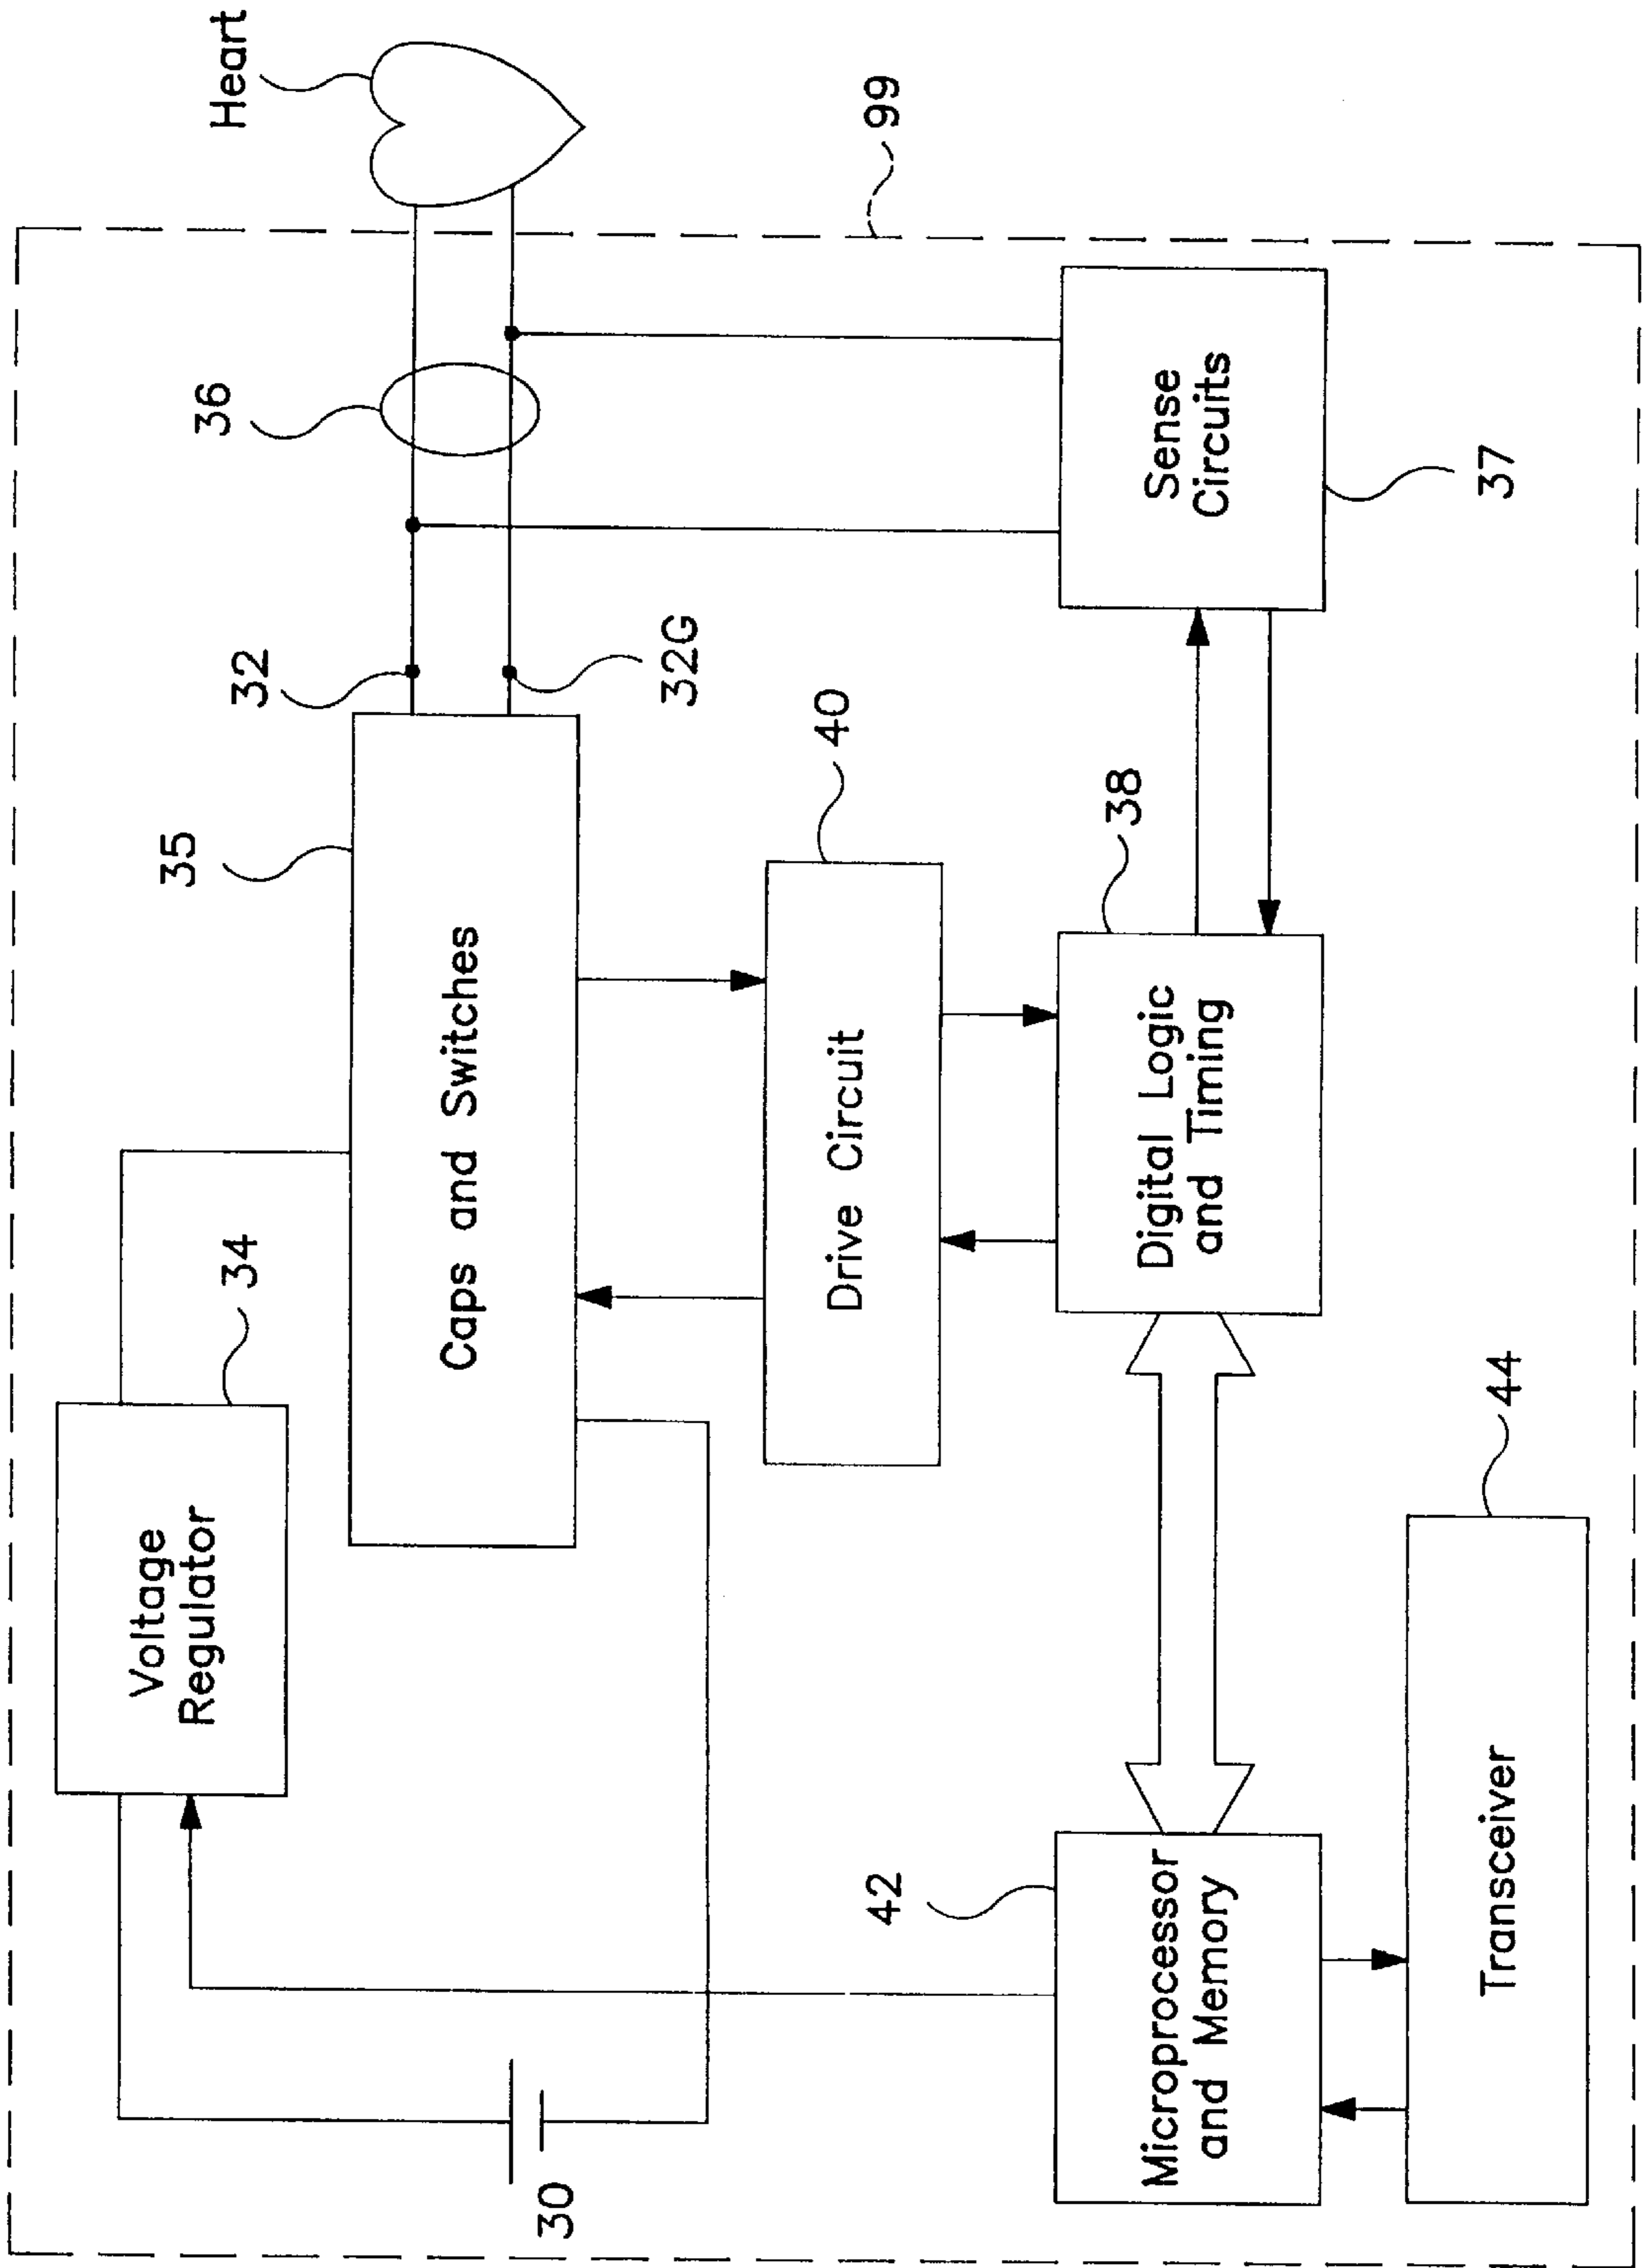 Heart
36
32
35
34
Voltage
Regulator
Caps and Switches
32G
99
30
40
Drive Circuit
Sense
Circuits
37
38
Digital Logic
and Timing
42
Microprocessor
and Memory
44
Transceiver